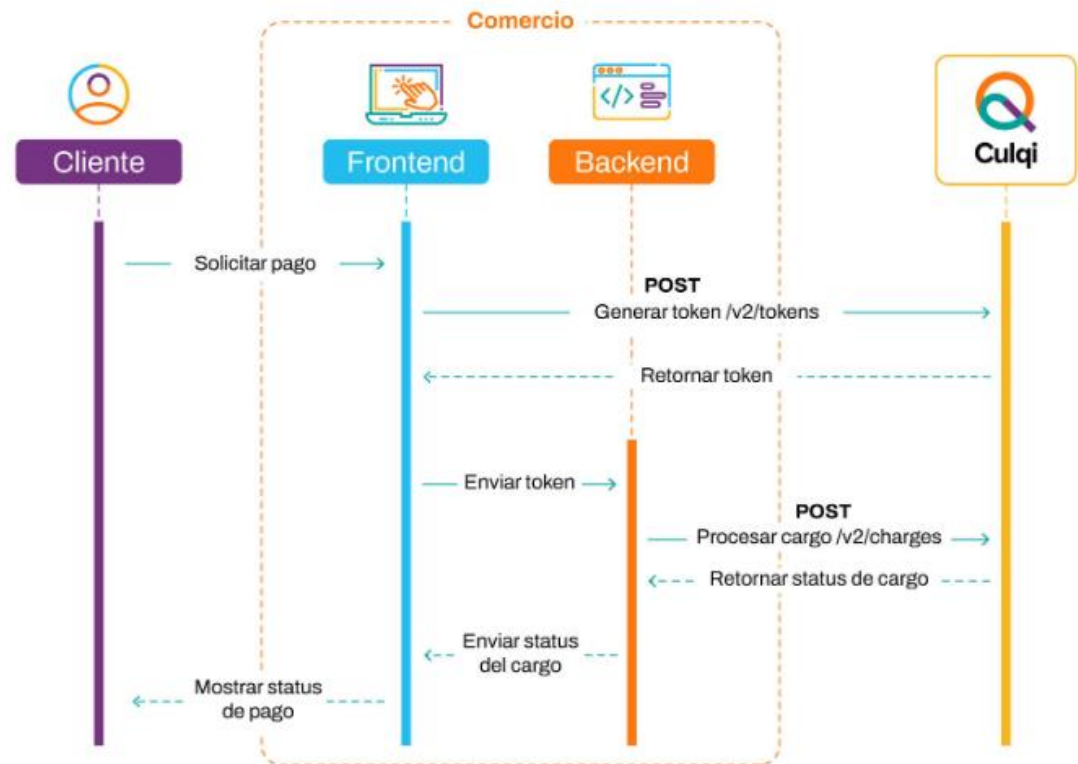 Comercio
</>
Culqi
Cliente
Frontend
Backend
Solicitar pago
POST
Generar token /v2/tokens
Retornar token
Enviar token
POST
Procesar cargo /v2/charges
Retornar status de cargo
Enviar status
del cargo
Mostrar status
de pago